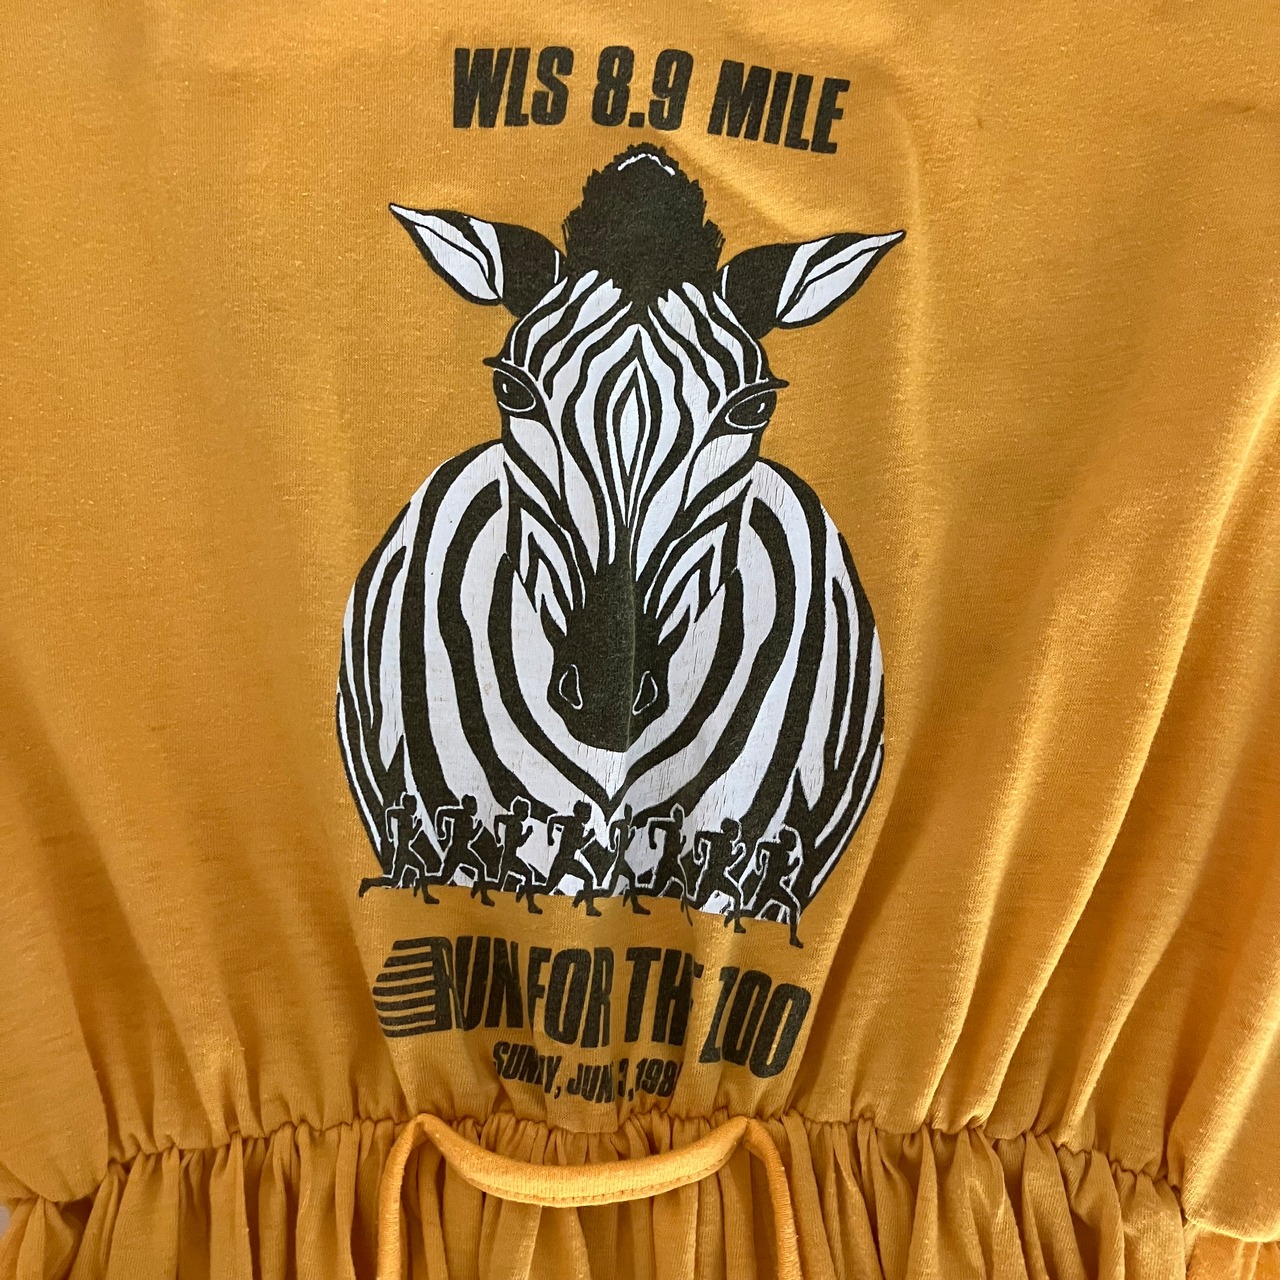 WLS 8.9 MILE
RUN FOR THE ZOO